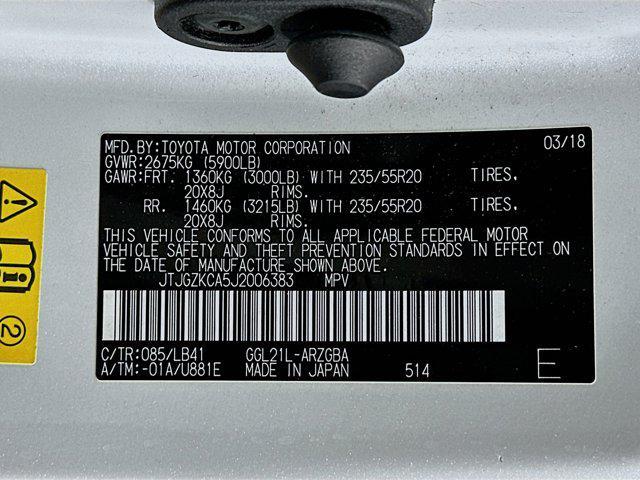 MFD.BY:TOYOTA MOTOR CORPORATION 03/18
GVWR:2675KG (5900LB)
GAWR:FRT. 1360KG (3000LB) WITH 235/55R20 TIRES.
20X8J RIMS.
RR. 1460KG (3215LB) WITH 235/55R20 TIRES.
20X8J RIMS.
THIS VEHICLE CONFORMS TO ALL APPLICABLE FEDERAL MOTOR
VEHICLE SAFETY AND THEFT PREVENTION STANDARDS IN EFFECT ON
THE DATE OF MANUFACTURE SHOWN ABOVE.
JTJGZKCA5J2006383 MPV
C/TR:085/LB41 GGL21L-ARZGBA
A/TM:-01A/U881E MADE IN JAPAN 514 E
2